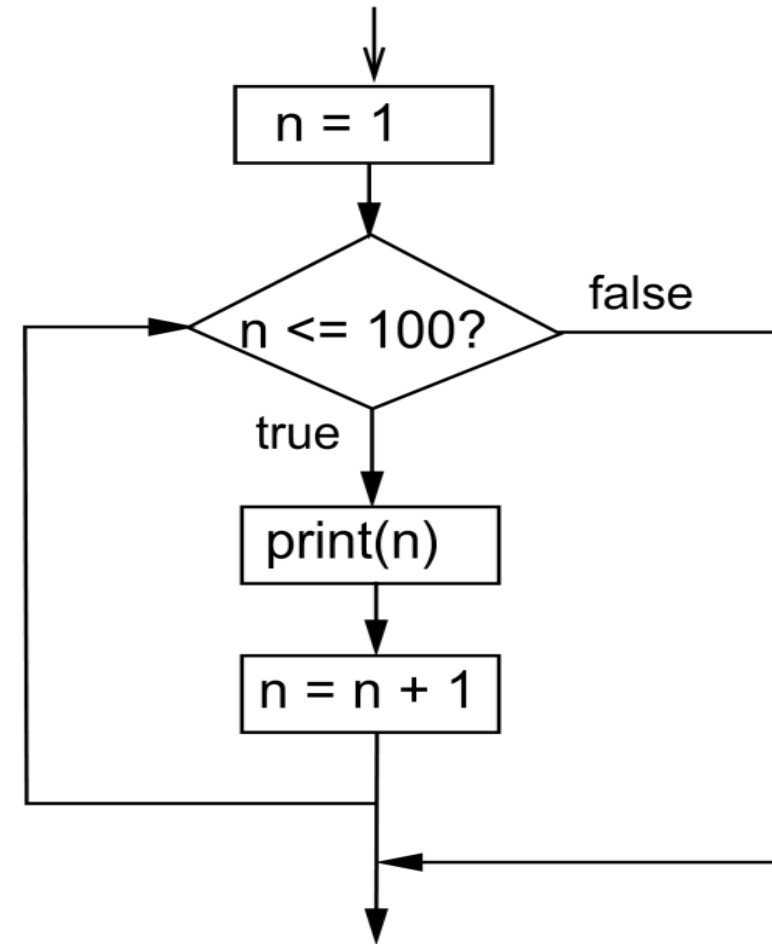 n = 1
n <= 100?
false
true
print(n)
n = n + 1